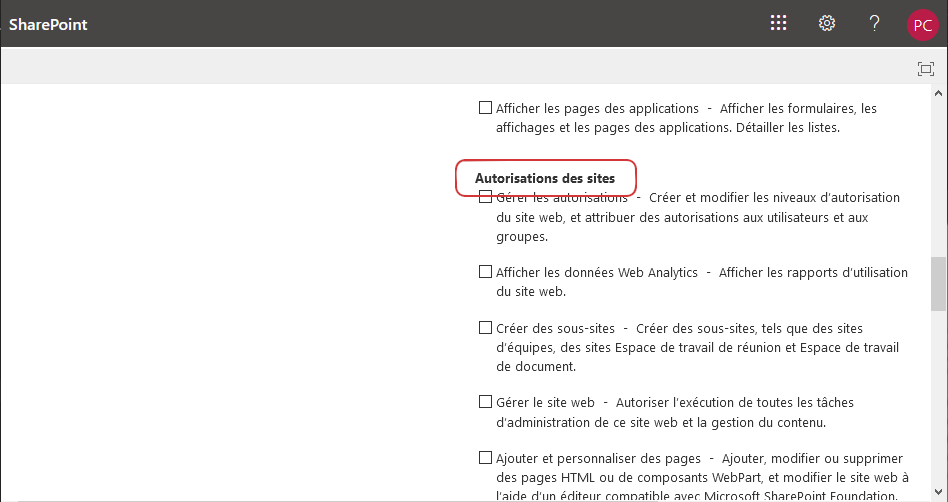 SharePoint
?
PC
Afficher les pages des applications - Afficher les formulaires, les
affichages et les pages des applications. Détailler les listes.
Autorisations des sites
Gérer les autorisations - Créer et modifier les niveaux d'autorisation
du site web, et attribuer des autorisations aux utilisateurs et aux
groupes.
Afficher les données Web Analytics - Afficher les rapports d'utilisation
du site web.
Créer des sous-sites - Créer des sous-sites, tels que des sites
d'équipes, des sites Espace de travail de réunion et Espace de travail
de document.
Gérer le site web - Autoriser l'exécution de toutes les tâches
d'administration de ce site web et la gestion du contenu.
Ajouter et personnaliser des pages - Ajouter, modifier ou supprimer
des pages HTML ou de composants WebPart, et modifier le site web à
l'aide d'un éditeur compatible avec Microsoft SharePoint Foundation.